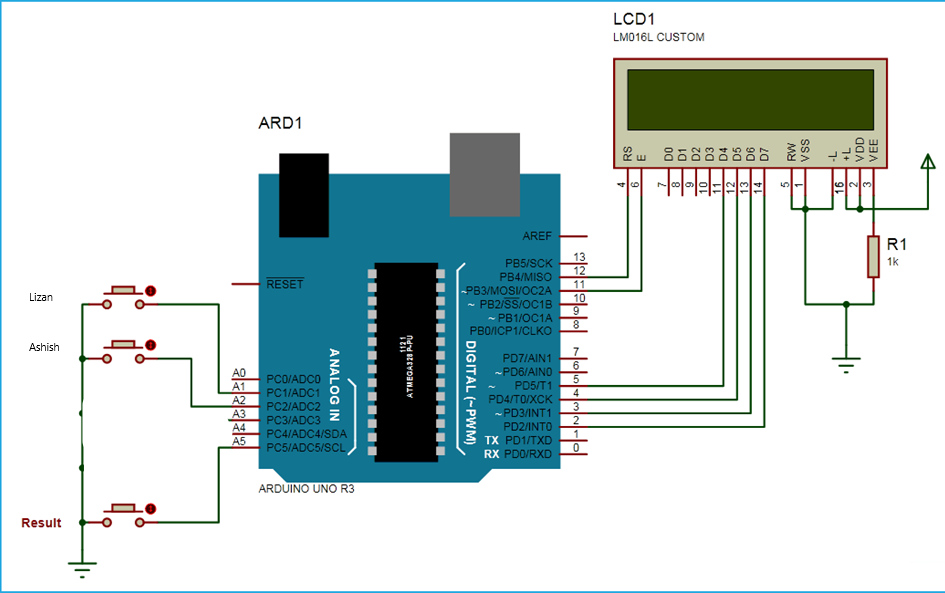 LCD1
LM016L CUSTOM
RS
E
D0
D1
D2
D3
D4
D5
D6
D7
RW
VSS
-L
+L
VDD
VEE
4
6
7
8
9
10
11
12
13
14
5
1
16
2
3
R1
1k
ARD1
RESET
AREF
PB5/SCK 13
PB4/MISO 12
~PB3/MOSI/OC2A 11
~ PB2/SS/OC1B 10
~ PB1/OC1A 9
PB0/ICP1/CLKO 8
PD7/AIN1 7
~PD6/AIN0 6
~ PD5/T1 5
PD4/T0/XCK 4
~PD3/INT1 3
PD2/INT0 2
TX PD1/TXD 1
RX PD0/RXD 0
DIGITAL (~PWM)
ANALOG IN
1121
ATMEGA328P-PU
A0 PC0/ADC0
A1 PC1/ADC1
A2 PC2/ADC2
A3 PC3/ADC3
A4 PC4/ADC4/SDA
A5 PC5/ADC5/SCL
ARDUINO UNO R3
Lizan
Ashish
Result